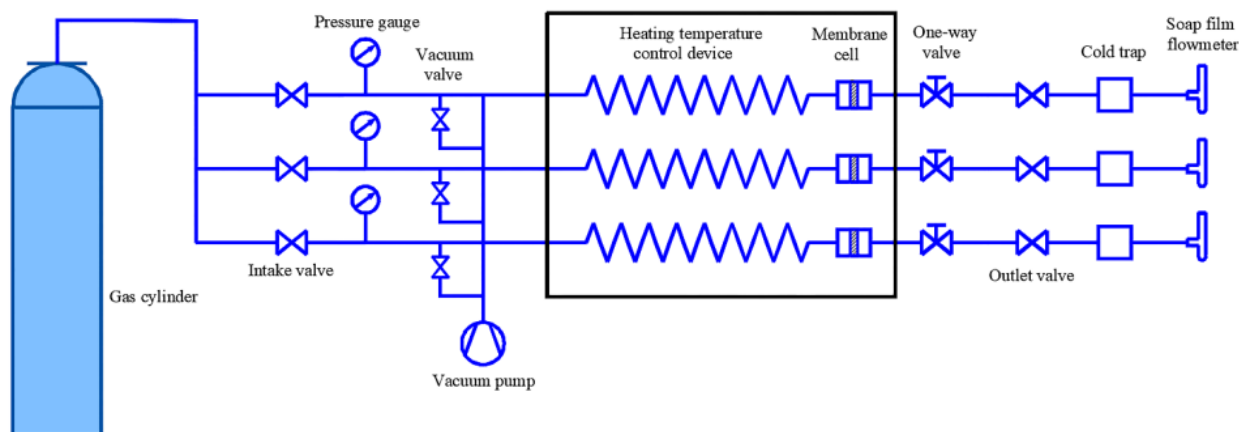 Pressure gauge
Vacuum
valve
Heating temperature
control device
Membrane
cell
One-way
valve
Cold trap
Soap film
flowmeter
Intake valve
Outlet valve
Gas cylinder
Vacuum pump